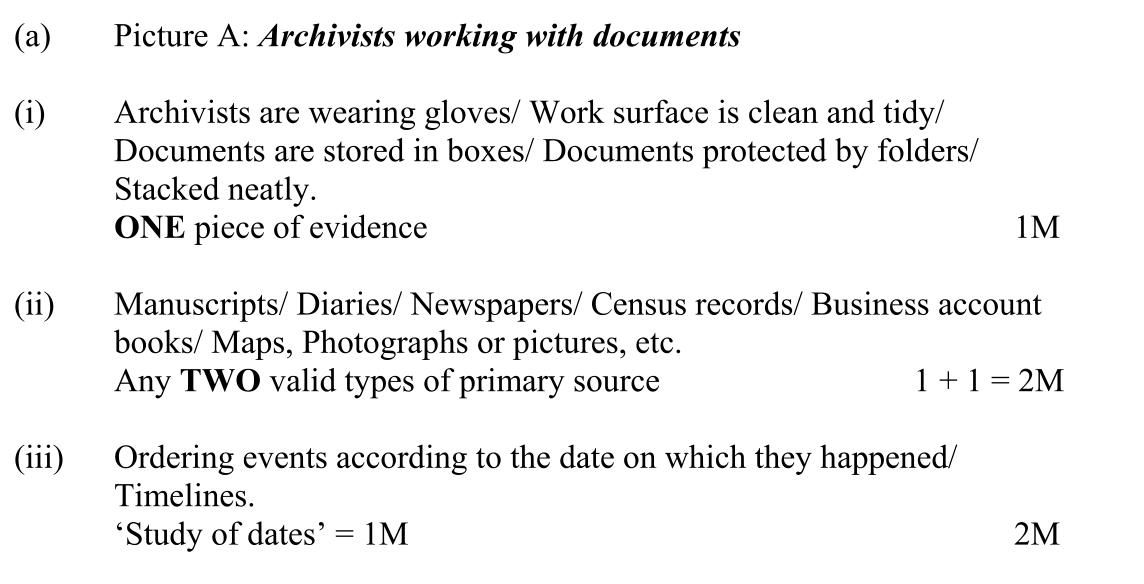 (a) Picture A: Archivists working with documents
(i) Archivists are wearing gloves/ Work surface is clean and tidy/
Documents are stored in boxes/ Documents protected by folders/
Stacked neatly.
ONE piece of evidence 1M
(ii) Manuscripts/ Diaries/ Newspapers/ Census records/ Business account
books/ Maps, Photographs or pictures, etc.
Any TWO valid types of primary source 1 + 1 = 2M
(iii) Ordering events according to the date on which they happened/
Timelines.
‘Study of dates’ = 1M 2M